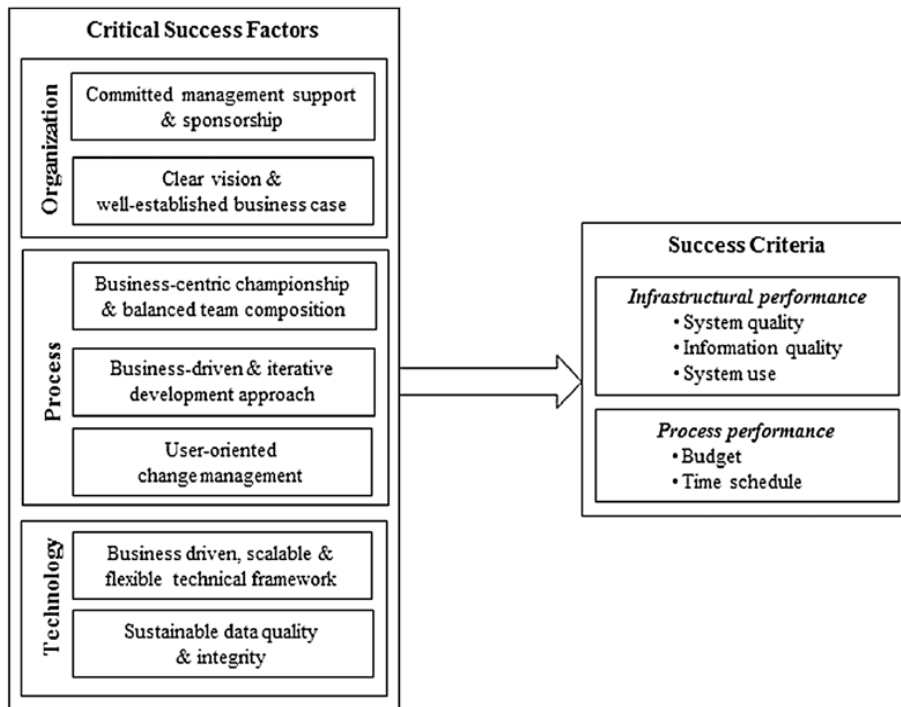 Critical Success Factors
Organization
Committed management support
& sponsorship
Clear vision &
well-established business case
Process
Business-centric championship
& balanced team composition
Business-driven & iterative
development approach
User-oriented
change management
Technology
Business driven, scalable &
flexible technical framework
Sustainable data quality
& integrity
Success Criteria
Infrastructural performance
• System quality
• Information quality
• System use
Process performance
• Budget
• Time schedule